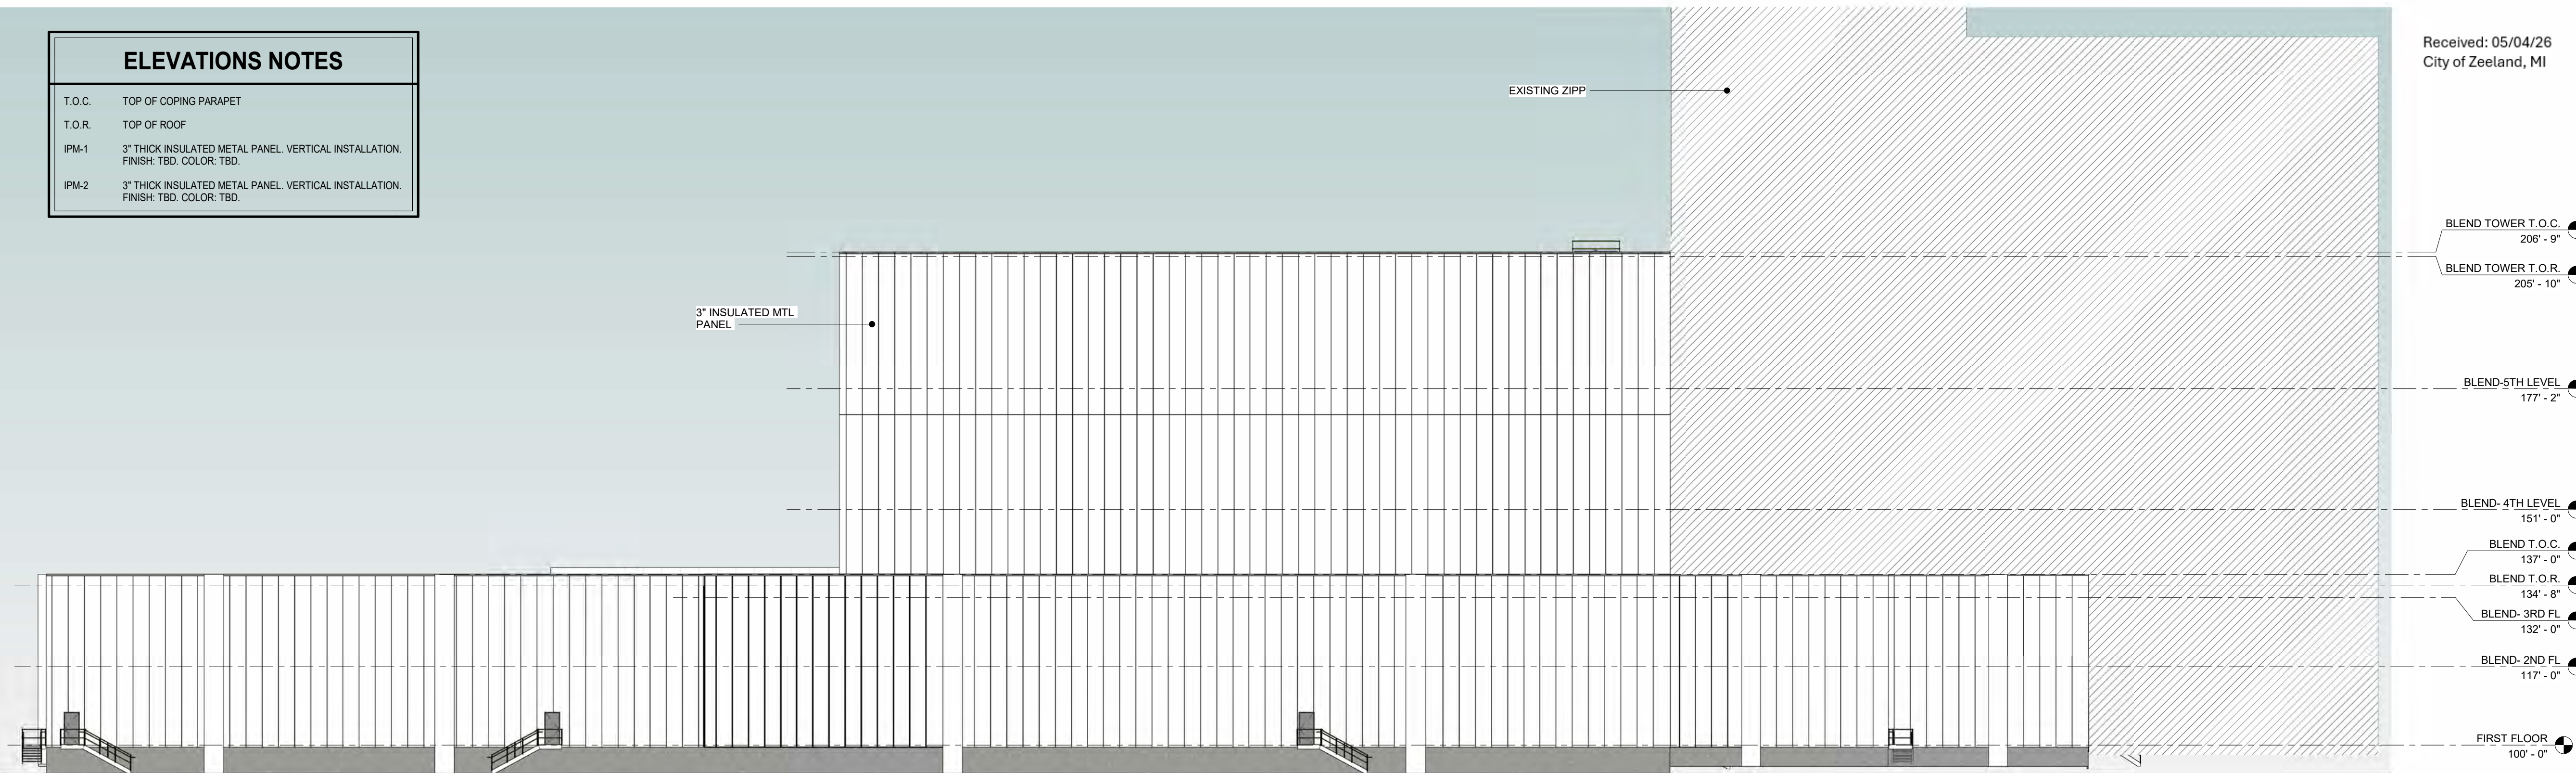 ELEVATIONS NOTES
T.O.C. TOP OF COPING PARAPET
T.O.R. TOP OF ROOF
IPM-1 3" THICK INSULATED METAL PANEL. VERTICAL INSTALLATION.
FINISH: TBD. COLOR: TBD.
IPM-2 3" THICK INSULATED METAL PANEL. VERTICAL INSTALLATION.
FINISH: TBD. COLOR: TBD.
Received: 05/04/26
City of Zeeland, MI
EXISTING ZIPP
3" INSULATED MTL
PANEL
BLEND TOWER T.O.C.
206' - 9"
BLEND TOWER T.O.R.
205' - 10"
BLEND-5TH LEVEL
177' - 2"
BLEND- 4TH LEVEL
151' - 0"
BLEND T.O.C.
137' - 0"
BLEND T.O.R.
134' - 8"
BLEND- 3RD FL
132' - 0"
BLEND- 2ND FL
117' - 0"
FIRST FLOOR
100' - 0"